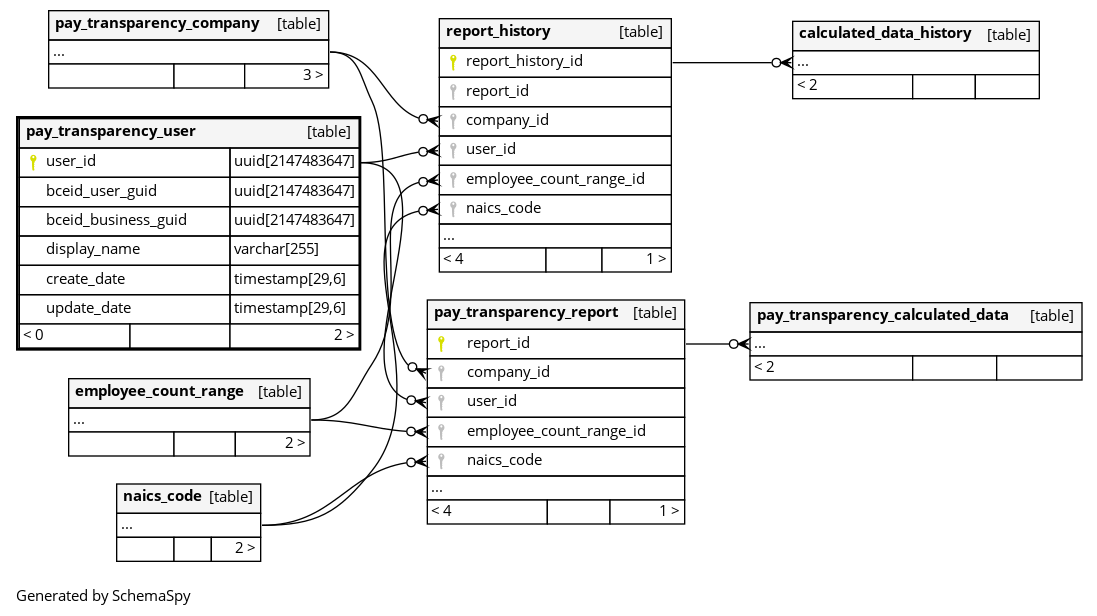 pay_transparency_company [table]
...
3 >
pay_transparency_user [table]
user_id uuid[2147483647]
bceid_user_guid uuid[2147483647]
bceid_business_guid uuid[2147483647]
display_name varchar[255]
create_date timestamp[29,6]
update_date timestamp[29,6]
< 0 2 >
employee_count_range [table]
...
2 >
naics_code [table]
...
2 >
report_history [table]
report_history_id
report_id
company_id
user_id
employee_count_range_id
naics_code
...
< 4 1 >
pay_transparency_report [table]
report_id
company_id
user_id
employee_count_range_id
naics_code
...
< 4 1 >
calculated_data_history [table]
...
< 2
pay_transparency_calculated_data [table]
...
< 2
Generated by SchemaSpy